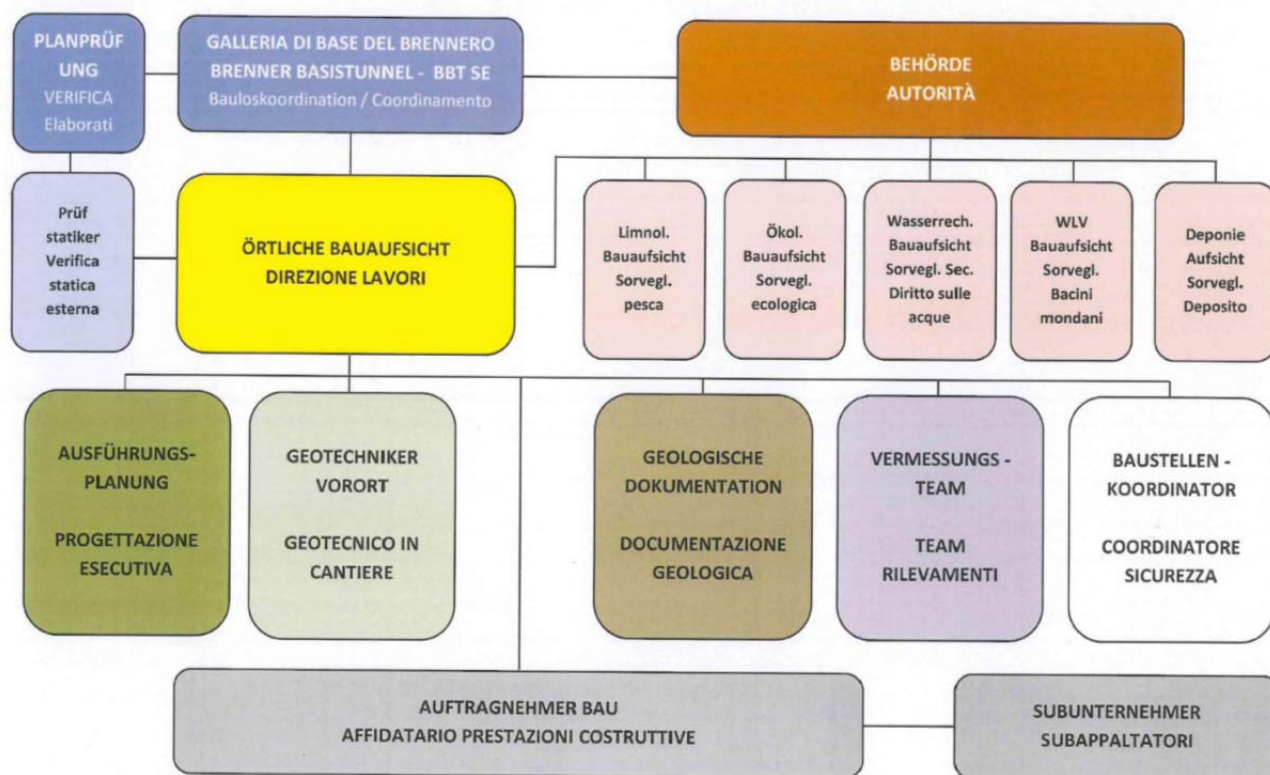 PLANPRÜF
UNG
VERIFICA
Elaborati
GALLERIA DI BASE DEL BRENNERO
BRENNER BASISTUNNEL - BBT SE
Bauloskoordination / Coordinamento
BEHÖRDE
AUTORITÀ
Prüf
statiker
Verifica
statica
esterna
ÖRTLICHE BAUAUFSICHT
DIREZIONE LAVORI
Limnol.
Bauaufsicht
Sorvegl.
pesca
Ökol.
Bauaufsicht
Sorvegl.
ecologica
Wasserrech.
Bauaufsicht
Sorvegl. Sec.
Diritto sulle
acque
WLV
Bauaufsicht
Sorvegl.
Bacini
mondani
Deponie
Aufsicht
Sorvegl.
Deposito
AUSFÜHRUNGS-
PLANUNG
PROGETTAZIONE
ESECUTIVA
GEOTECHNIKER
VORORT
GEOTECNICO IN
CANTIERE
GEOLOGISCHE
DOKUMENTATION
DOCUMENTAZIONE
GEOLOGICA
VERMESSUNGS -
TEAM
TEAM
RILEVAMENTI
BAUSTELLEN -
KOORDINATOR
COORDINATORE
SICUREZZA
AUFTRAGNEHMER BAU
AFFIDATARIO PRESTAZIONI COSTRUTTIVE
SUBUNTERNEHMER
SUBAPPALTATORI